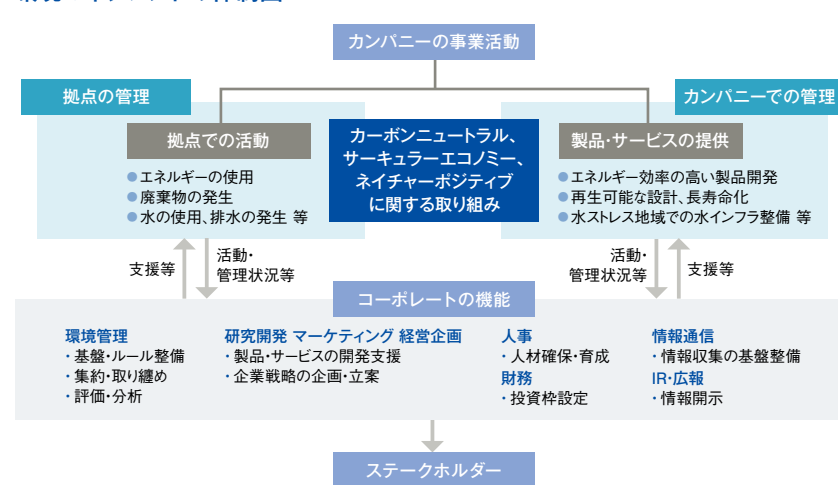 カンパニーの事業活動
拠点の管理
カンパニーでの管理
拠点での活動
●エネルギーの使用
●廃棄物の発生
●水の使用、排水の発生 等
カーボンニュートラル、
サーキュラーエコノミー、
ネイチャーポジティブ
に関する取り組み
製品・サービスの提供
●エネルギー効率の高い製品開発
●再生可能な設計、長寿命化
●水ストレス地域での水インフラ整備 等
支援等
活動・
管理状況等
活動・
管理状況等
支援等
コーポレートの機能
環境管理
・基盤・ルール整備
・集約・取り纏め
・評価・分析
研究開発 マーケティング 経営企画
・製品・サービスの開発支援
・企業戦略の企画・立案
人事
・人材確保・育成
財務
・投資枠設定
情報通信
・情報収集の基盤整備
IR・広報
・情報開示
ステークホルダー